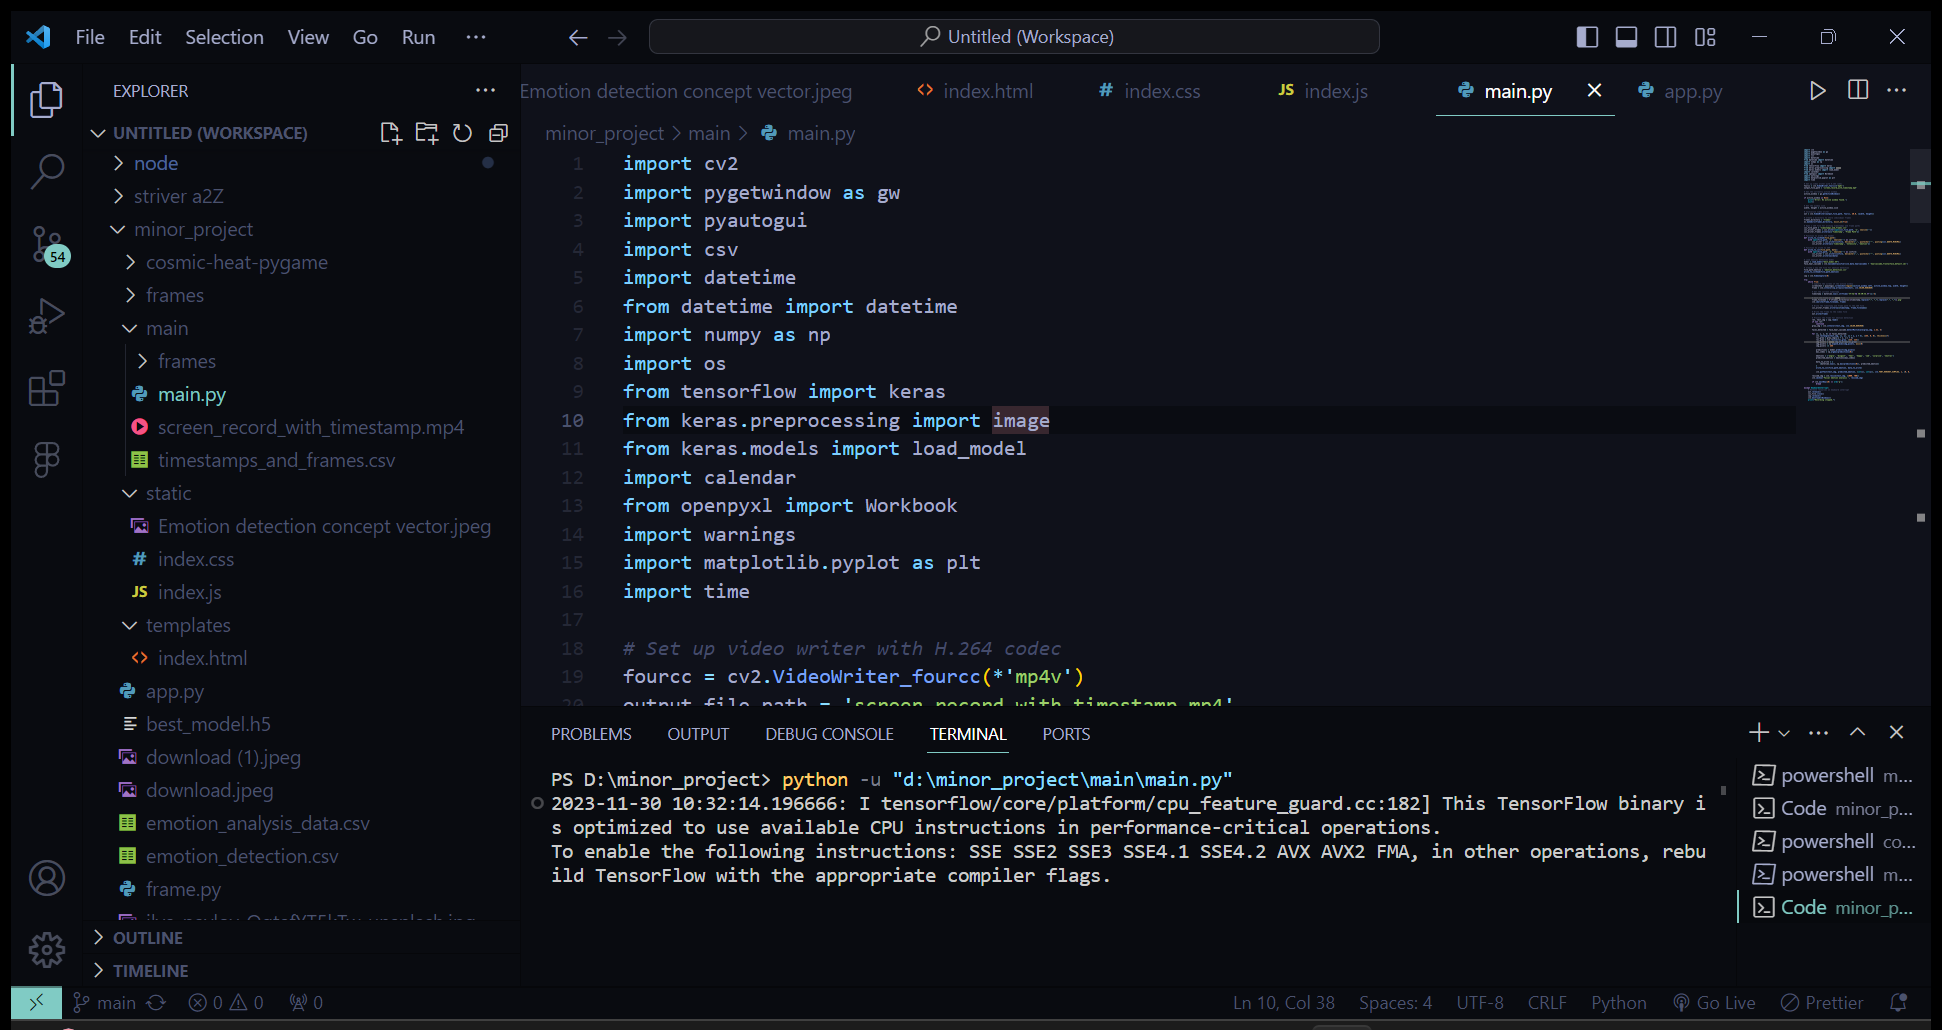 File Edit Selection View Go Run ···
Untitled (Workspace)
EXPLORER
UNTITLED (WORKSPACE)
node
striver a2Z
minor_project
cosmic-heat-pygame
frames
main
frames
main.py
screen_record_with_timestamp.mp4
timestamps_and_frames.csv
static
Emotion detection concept vector.jpeg
# index.css
JS index.js
templates
<> index.html
app.py
best_model.h5
download (1).jpeg
download.jpeg
emotion_analysis_data.csv
emotion_detection.csv
frame.py
OUTLINE
TIMELINE
54
Emotion detection concept vector.jpeg <> index.html # index.css JS index.js main.py app.py
minor_project > main > main.py
1 import cv2
2 import pygetwindow as gw
3 import pyautogui
4 import csv
5 import datetime
6 from datetime import datetime
7 import numpy as np
8 import os
9 from tensorflow import keras
10 from keras.preprocessing import image
11 from keras.models import load_model
12 import calendar
13 from openpyxl import Workbook
14 import warnings
15 import matplotlib.pyplot as plt
16 import time
17
18 # Set up video writer with H.264 codec
19 fourcc = cv2.VideoWriter_fourcc(*'mp4v')
20 output_file_path = 'screen_record_with_timestamp.mp4'
PROBLEMS OUTPUT DEBUG CONSOLE TERMINAL PORTS
PS D:\minor_project> python -u "d:\minor_project\main\main.py"
2023-11-30 10:32:14.196666: I tensorflow/core/platform/cpu_feature_guard.cc:182] This TensorFlow binary i
s optimized to use available CPU instructions in performance-critical operations.
To enable the following instructions: SSE SSE2 SSE3 SSE4.1 SSE4.2 AVX AVX2 FMA, in other operations, rebu
ild TensorFlow with the appropriate compiler flags.
powershell m...
Code minor_p...
powershell co...
powershell m...
Code minor_p...
main 0 0 0
Ln 10, Col 38 Spaces: 4 UTF-8 CRLF Python Go Live Prettier